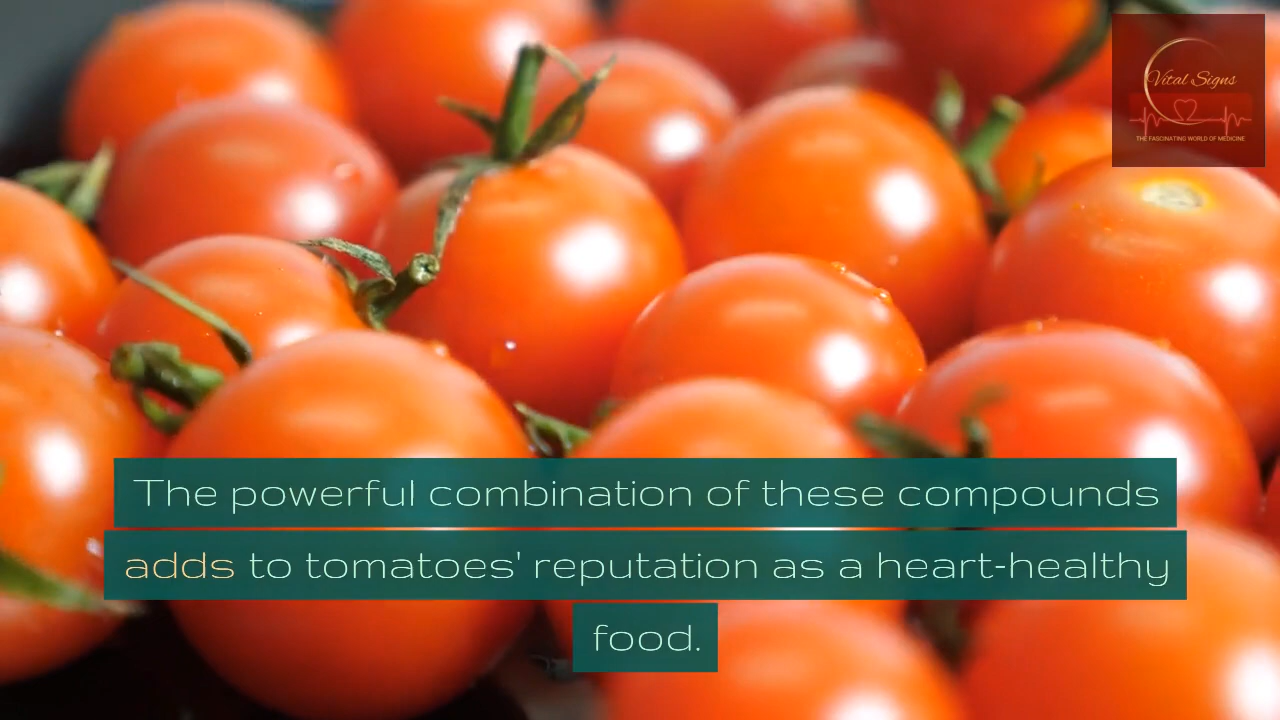 Vital Signs
THE FASCINATING WORLD OF MEDICINE
The powerful combination of these compounds
adds to tomatoes' reputation as a heart-healthy
food.